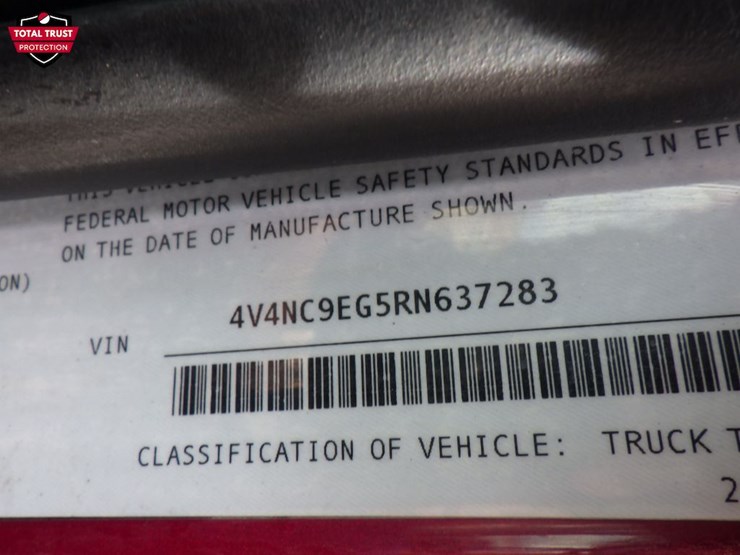 TOTAL TRUST
PROTECTION
FEDERAL MOTOR VEHICLE SAFETY STANDARDS IN EF
ON THE DATE OF MANUFACTURE SHOWN.
ON)
VIN 4V4NC9EG5RN637283
CLASSIFICATION OF VEHICLE: TRUCK T
2